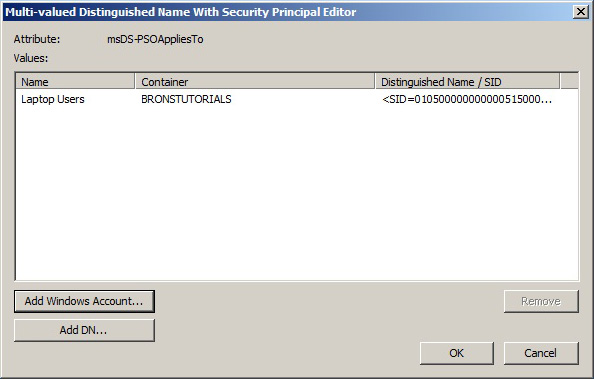 Multi-valued Distinguished Name With Security Principal Editor
Attribute: msDS-PSOAppliesTo
Values:
Name Container Distinguished Name / SID
Laptop Users BRONSTUTORIALS <SID=010500000000000515000...
Add Windows Account... Remove
Add DN...
OK Cancel